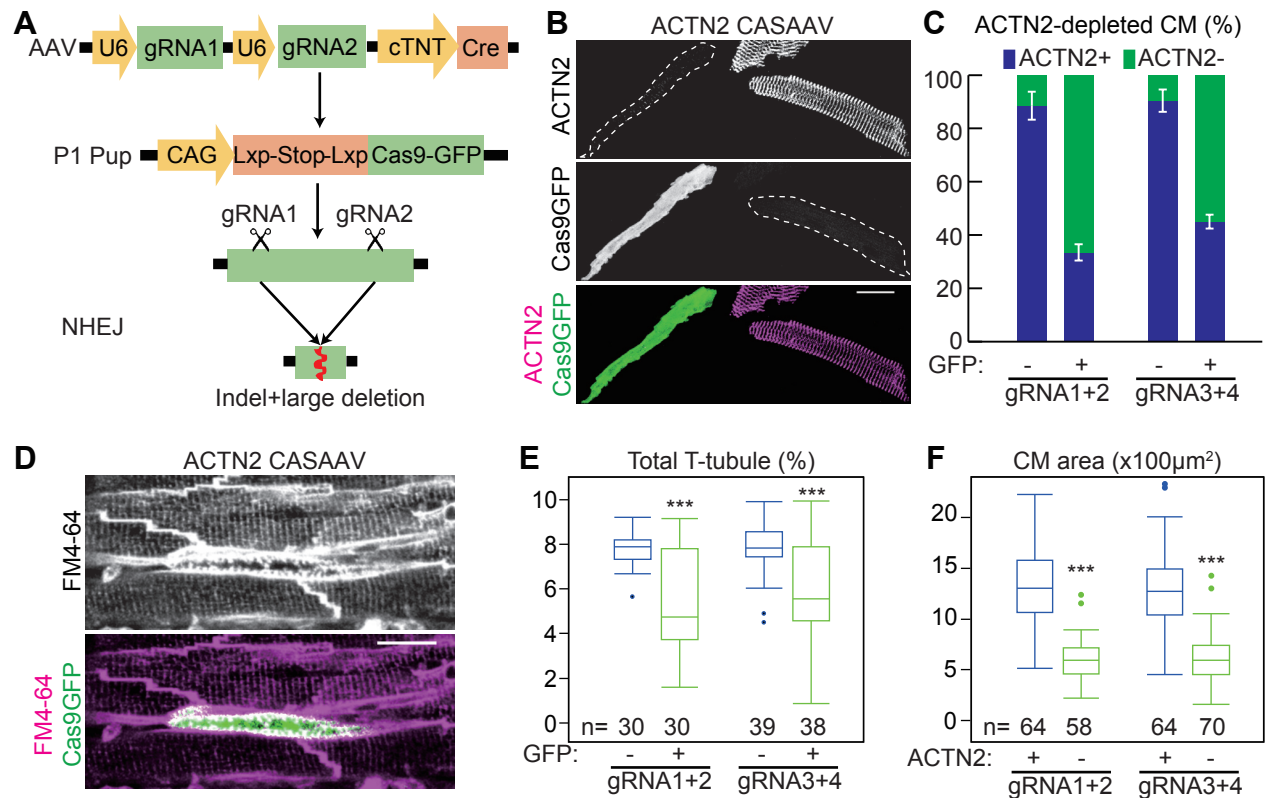 A
AAV U6 gRNA1 U6 gRNA2 cTNT Cre
P1 Pup CAG Lxp-Stop-Lxp Cas9-GFP
gRNA1 gRNA2
NHEJ
Indel+large deletion
B
ACTN2 CASAAV
ACTN2
Cas9GFP
ACTN2
Cas9GFP
C
ACTN2-depleted CM (%)
ACTN2+ ACTN2-
100
80
60
40
20
0
GFP: - + - +
gRNA1+2 gRNA3+4
D
ACTN2 CASAAV
FM4-64
FM4-64
Cas9GFP
E
Total T-tubule (%)
10
8
6
4
2
0
*** ***
n= 30 30 39 38
GFP: - + - +
gRNA1+2 gRNA3+4
F
CM area (x100µm²)
20
15
10
5
0
*** ***
n= 64 58 64 70
ACTN2: + - + -
gRNA1+2 gRNA3+4